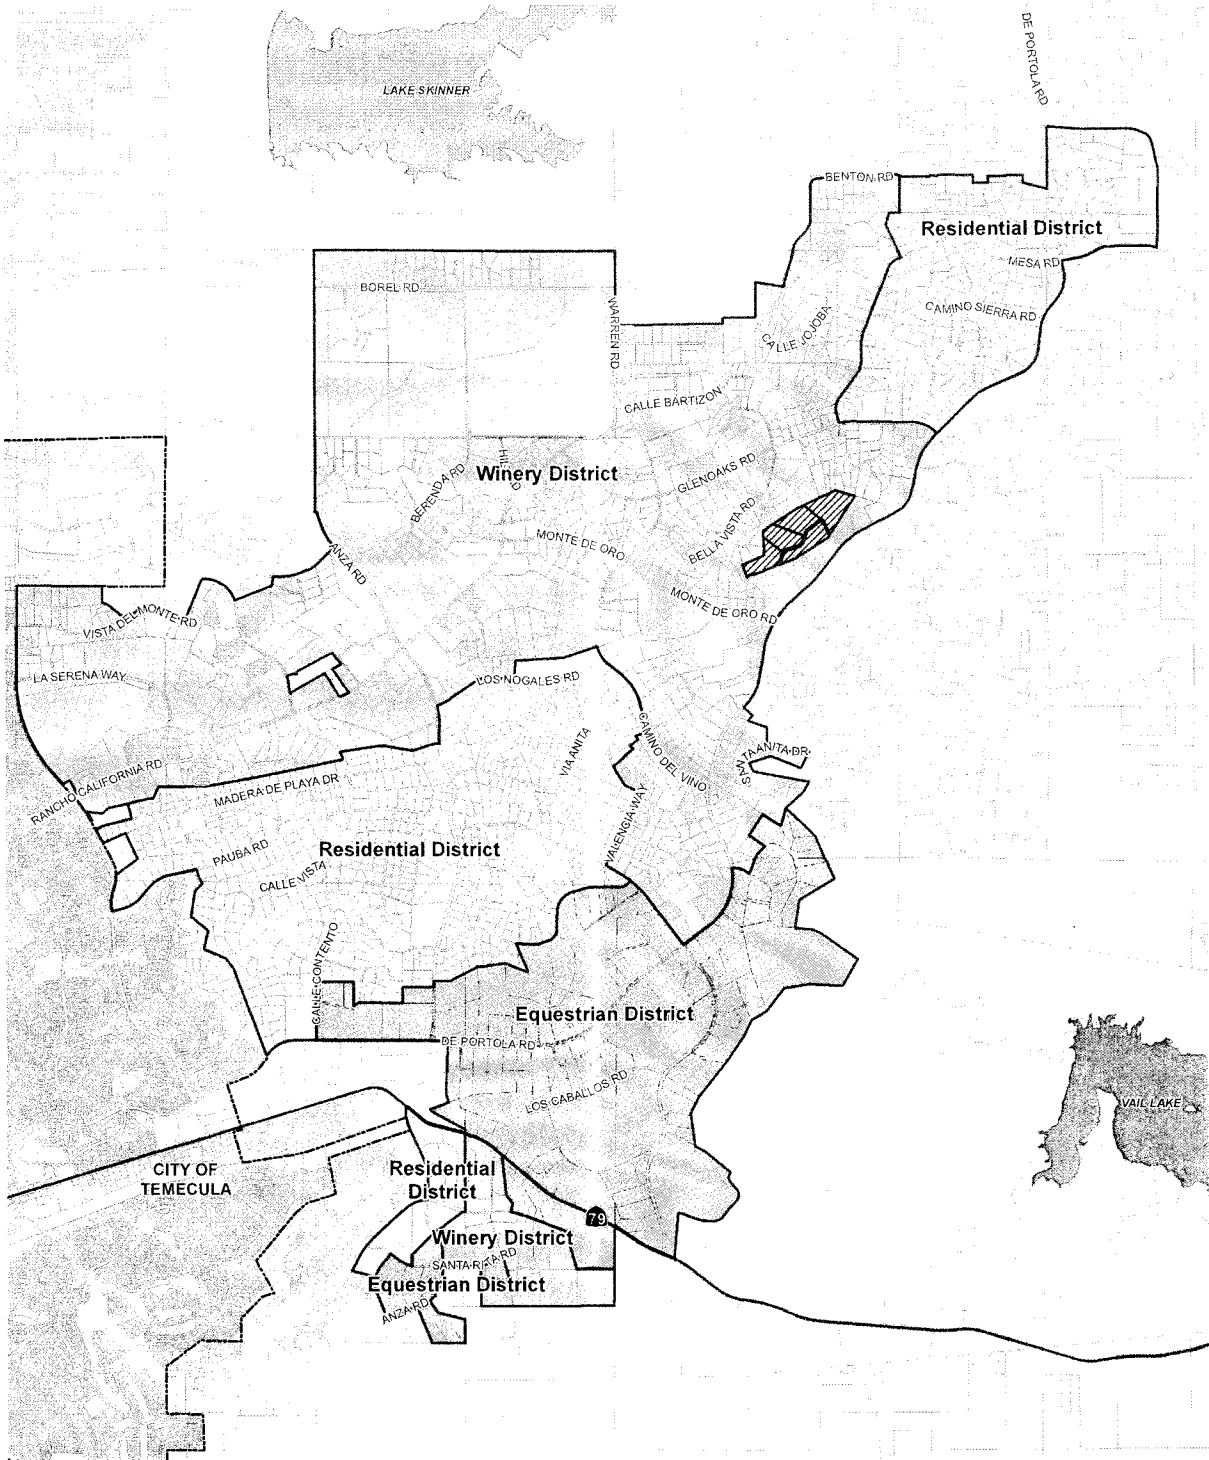 DE PORTOLA RD
LAKE SKINNER
BENTON RD
Residential District
MESA RD
BOREL RD
WARREN RD
CAMINO SIERRA RD
CALLE JOJOBA
CALLE BARTIZON
Winery District
BERENDA RD
GLENOAKS RD
BELLA VISTA RD
MONTE DE ORO
ANZA RD
MONTE DE ORO RD
VISTA DEL MONTE RD
LA SERENA WAY
LOS NOGALES RD
VIA ANITA
CAMINO DEL VINO
SANTA ANITA DR
RANCHO CALIFORNIA RD
MADERA DE PLAYA DR
VALENCIA WAY
PAUBA RD
Residential District
CALLE VISTA
CALLE CONTENTO
Equestrian District
DE PORTOLA RD
LOS CABALLOS RD
VAIL LAKE
CITY OF
TEMECULA
Residential
District
79
Winery District
SANTA RITA RD
Equestrian District
ANZA RD